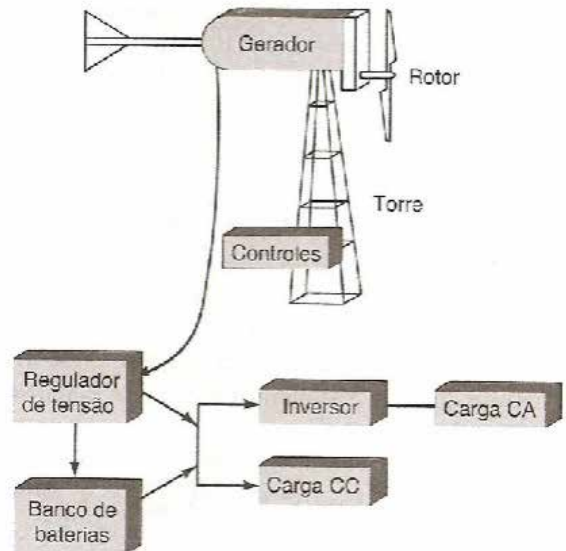 Gerador
Rotor
Torre
Controles
Regulador
de tensão
Inversor
Carga CA
Banco de
baterias
Carga CC